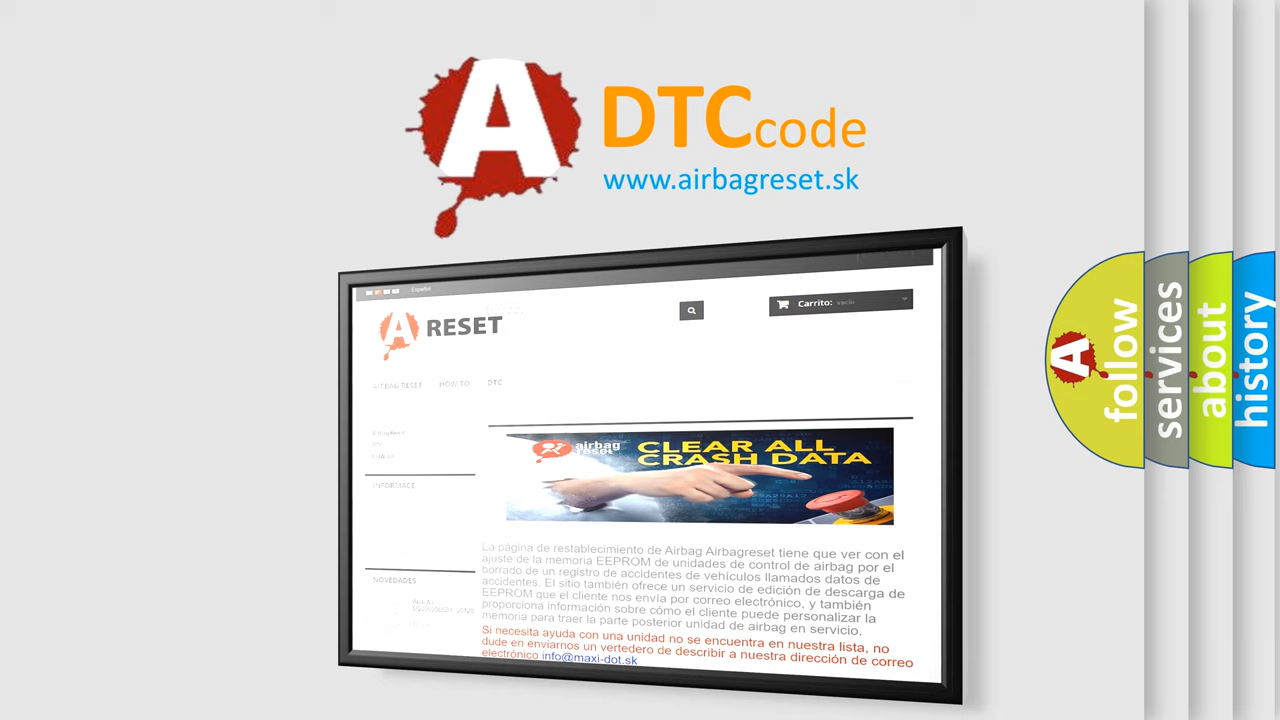 A DTC code
www.airbagreset.sk
Español
A RESET
Carrito: vacío
AIRBAG RESET HOW TO DTC
INFORMACE
NOVEDADES
airbag
reset
CLEAR ALL
CRASH DATA
La página de restablecimiento de Airbag Airbagreset tiene que ver con el
ajuste de la memoria EEPROM de unidades de control de airbag por el
borrado de un registro de accidentes de vehículos llamados datos de
accidentes. El sitio también ofrece un servicio de edición de descarga de
EEPROM que el cliente nos envía por correo electrónico, y también
proporciona información sobre cómo el cliente puede personalizar la
memoria para traer la parte posterior unidad de airbag en servicio.
Si necesita ayuda con una unidad no se encuentra en nuestra lista, no
dude en enviarnos un vertedero de describir a nuestra dirección de correo
electrónico info@maxi-dot.sk
A
follow
services
about
history